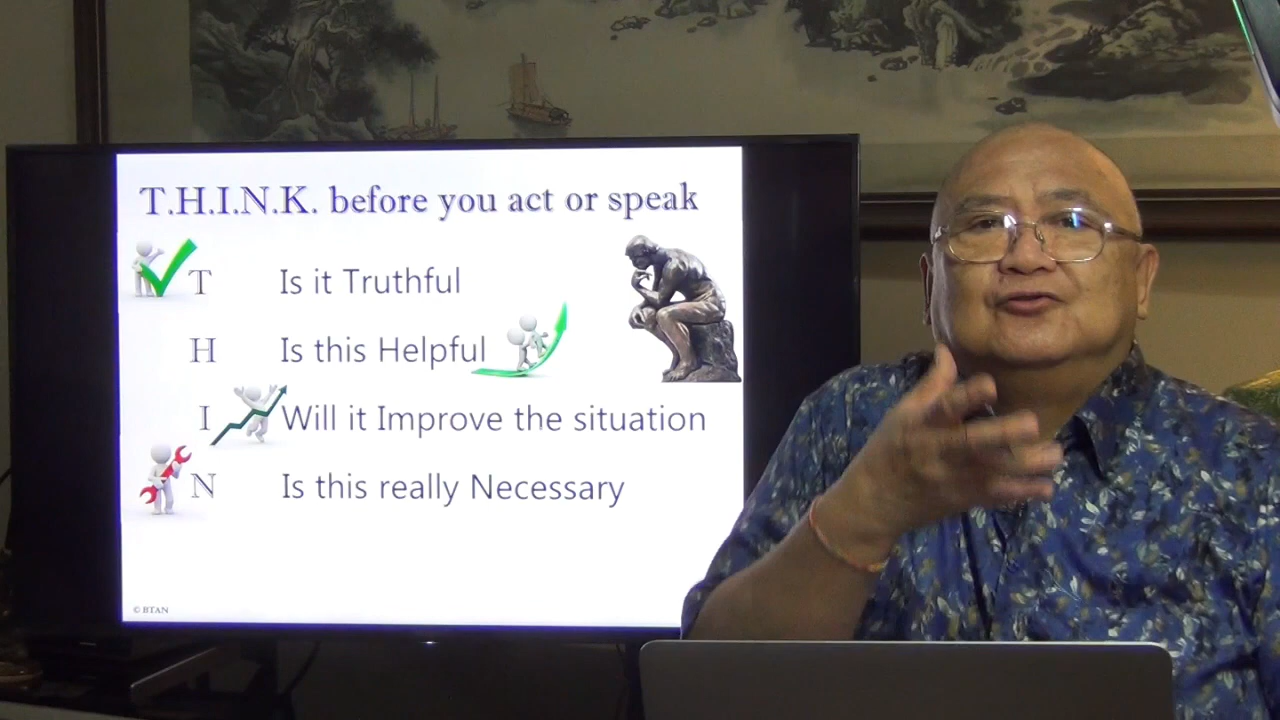 T.H.I.N.K. before you act or speak
T Is it Truthful
H Is this Helpful
I Will it Improve the situation
N Is this really Necessary
© BTAN